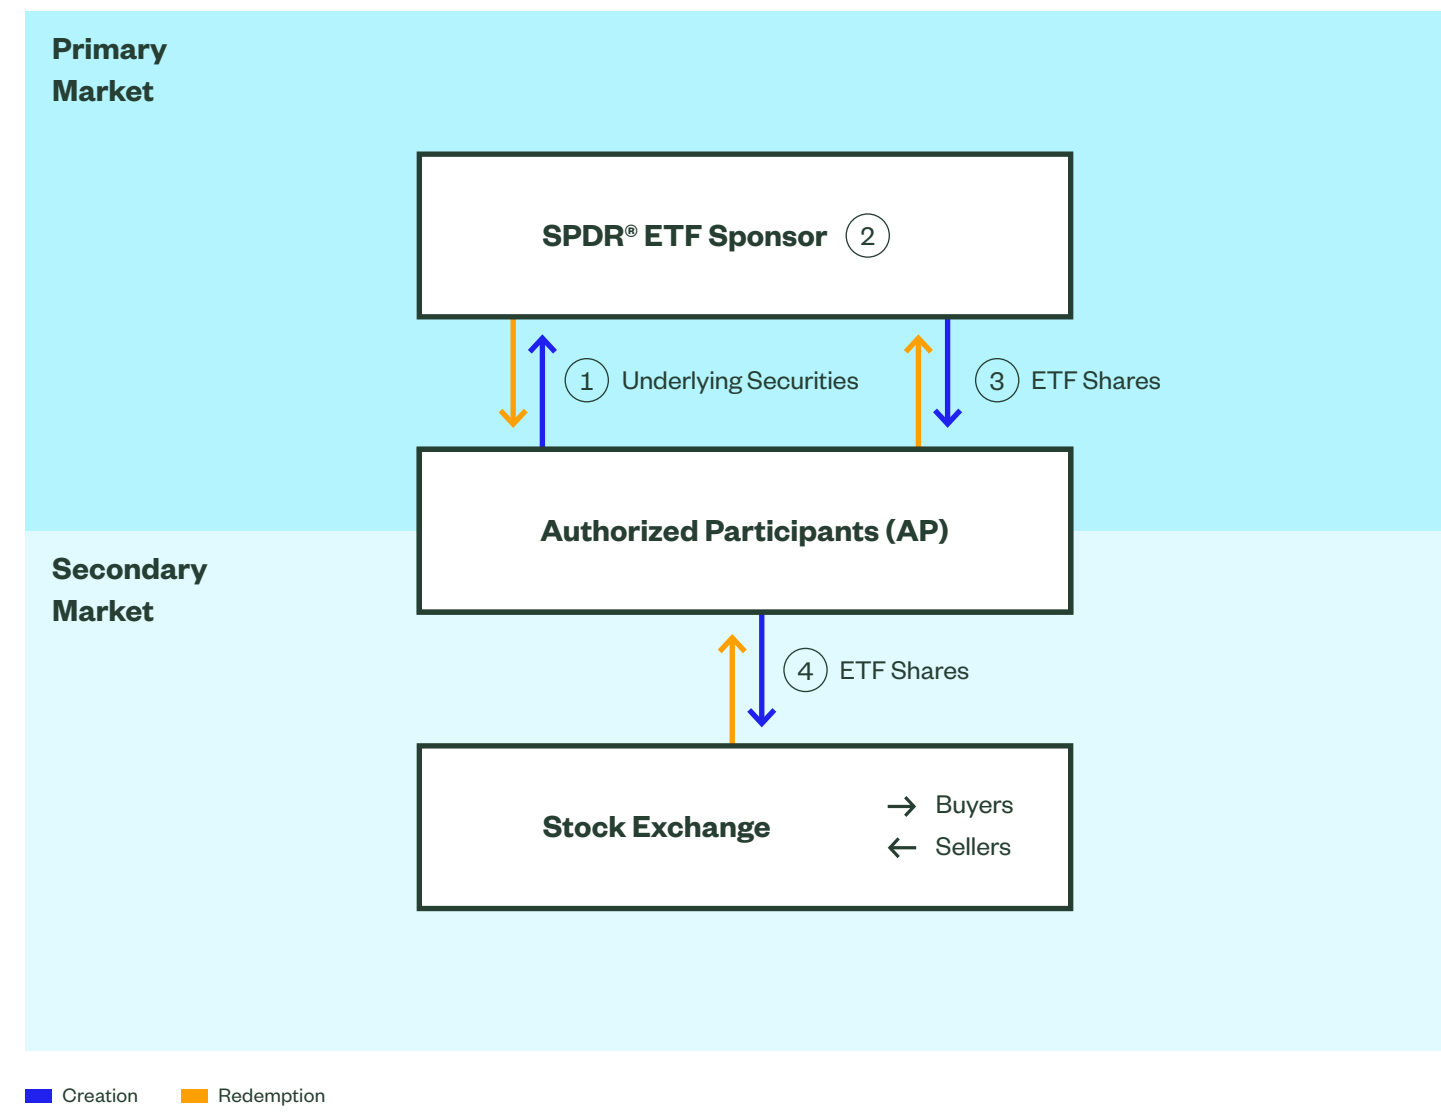 Primary
Market
SPDR® ETF Sponsor 2
1 Underlying Securities
3 ETF Shares
Authorized Participants (AP)
Secondary
Market
4 ETF Shares
Stock Exchange
Buyers
Sellers
Creation
Redemption